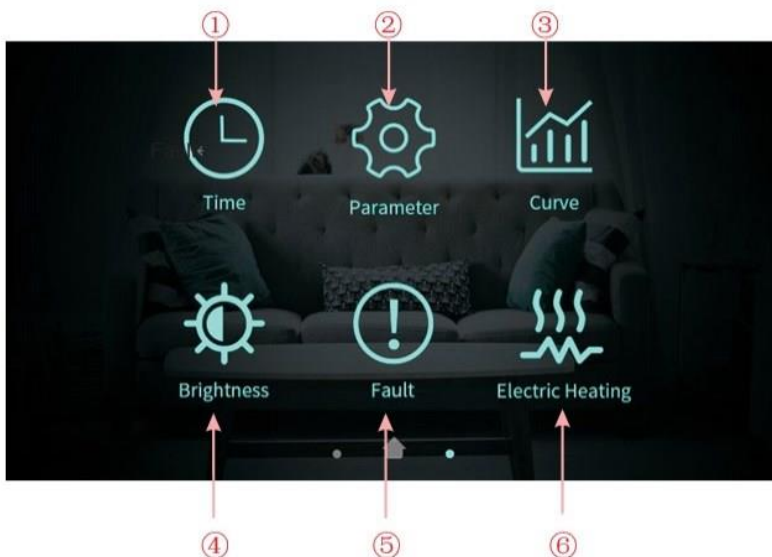 ① ② ③
Time Parameter Curve
Brightness Fault Electric Heating
④ ⑤ ⑥